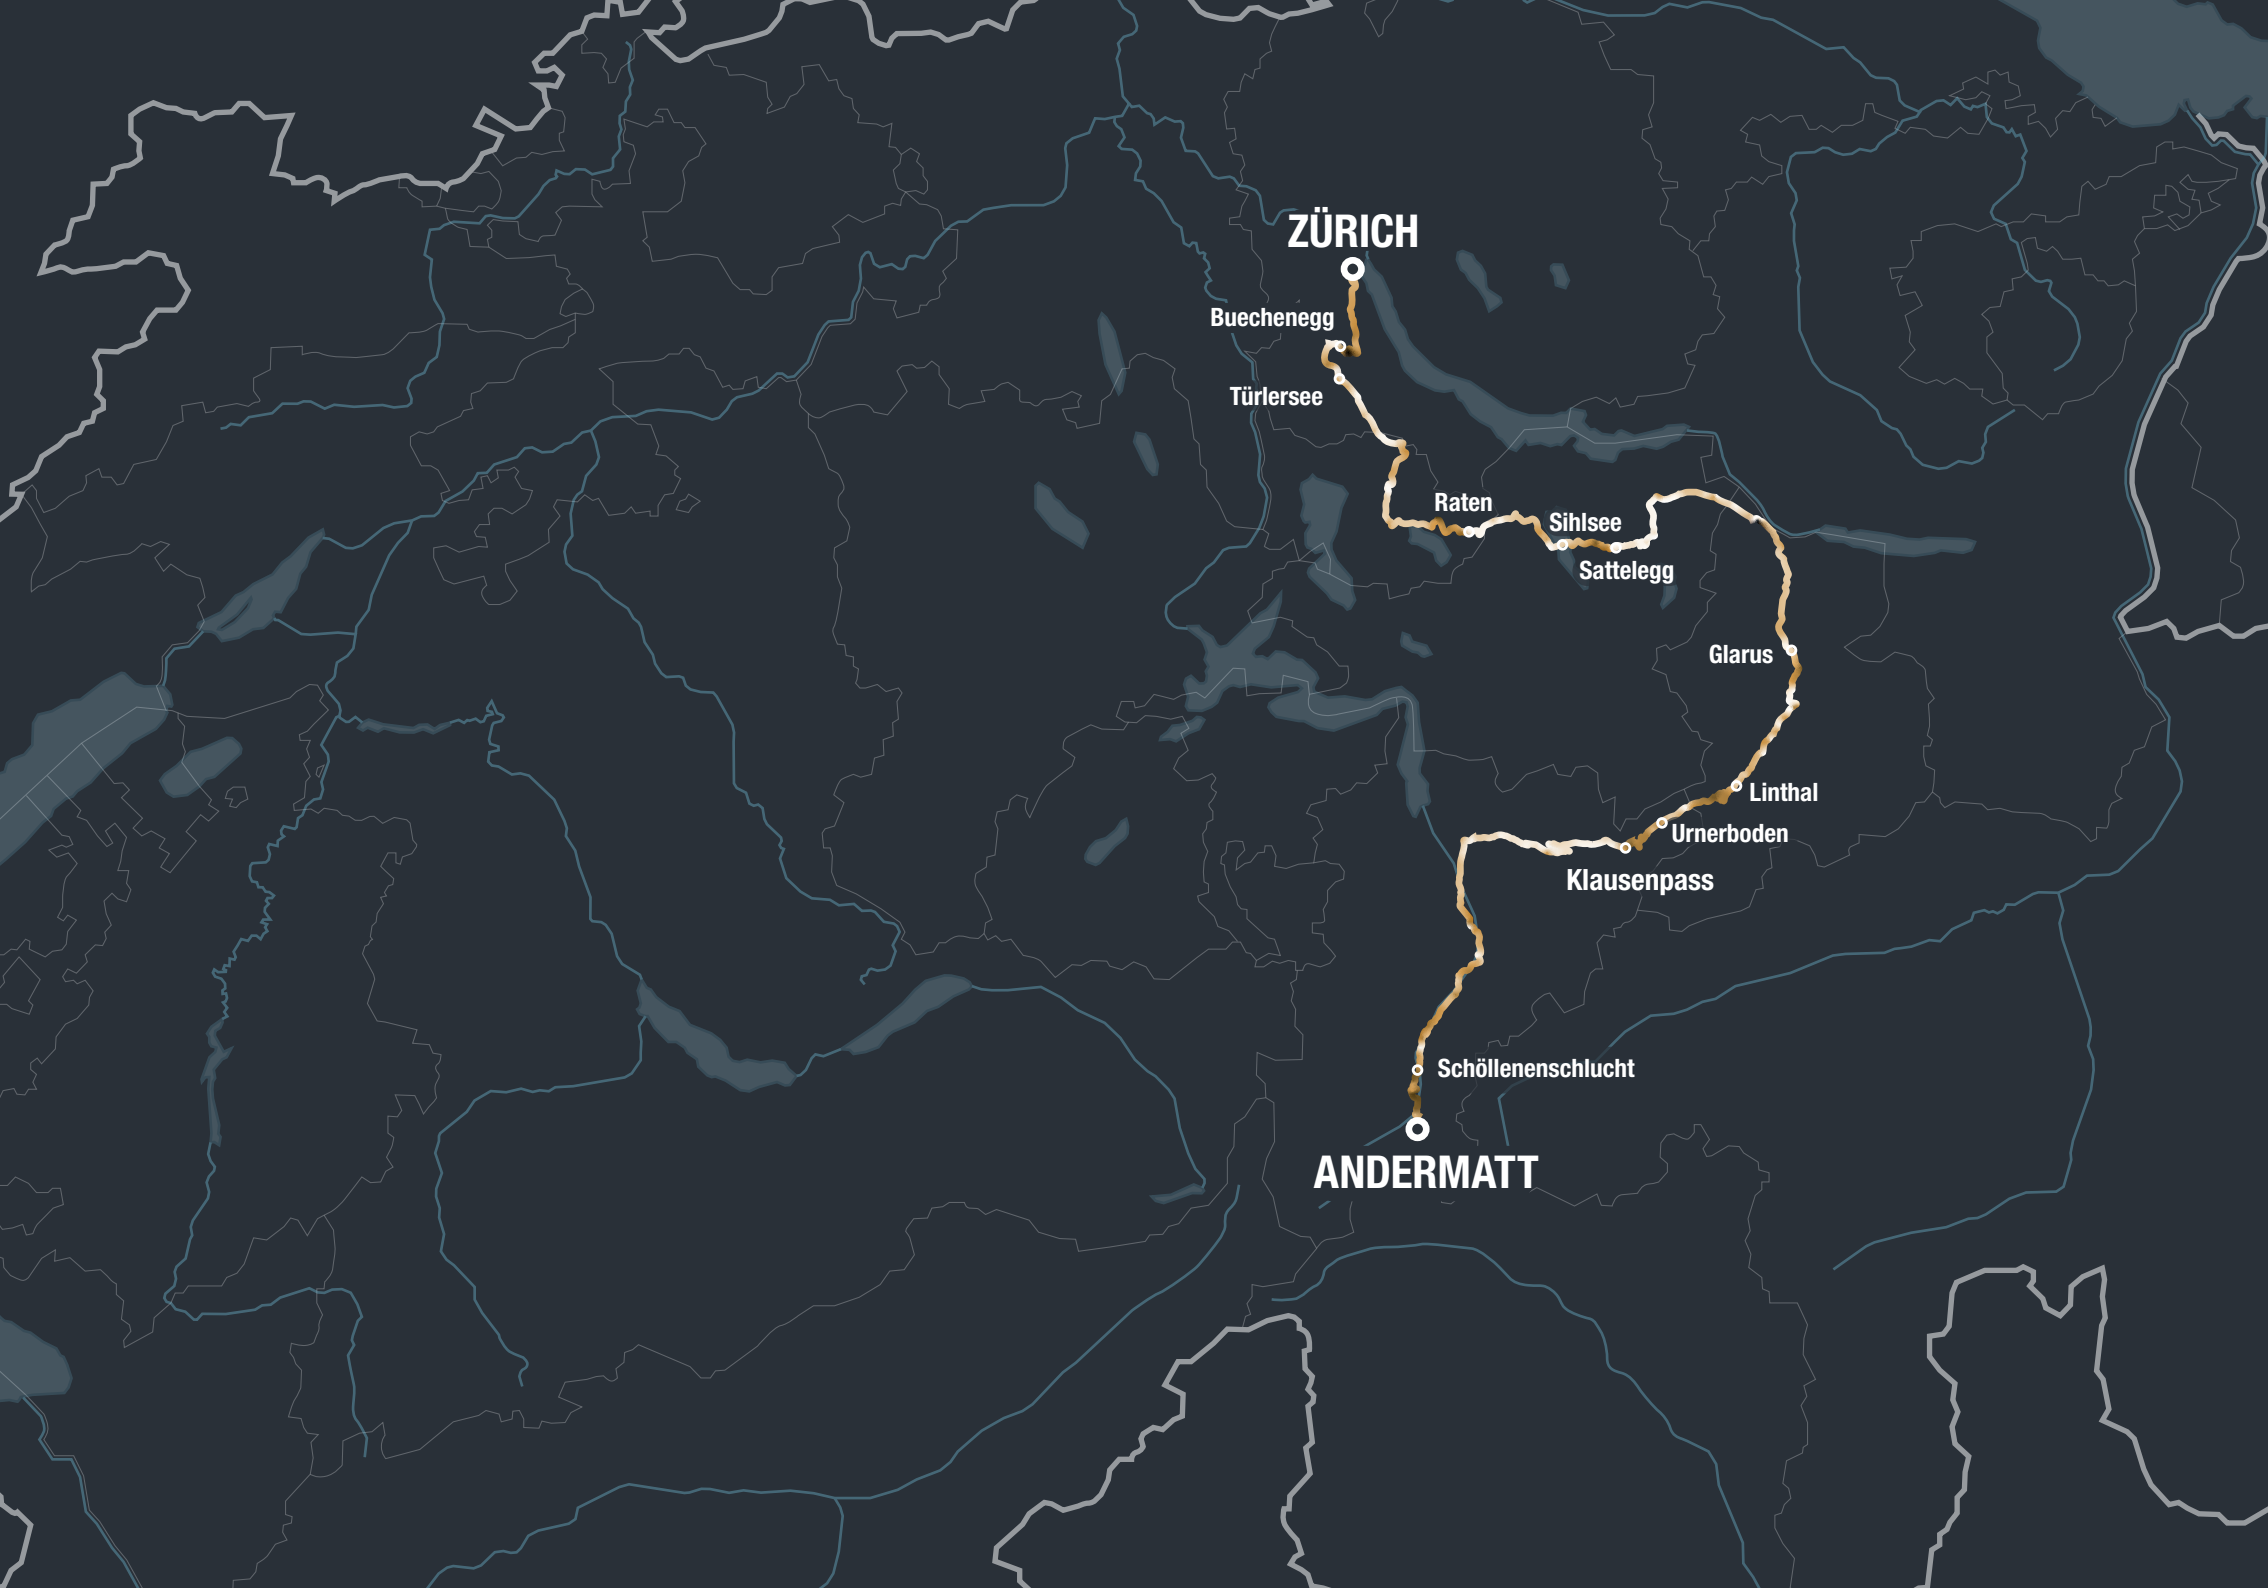 ZÜRICH
Buechenegg
Türlersee
Raten
Sihlsee
Sattelegg
Glarus
Linthal
Urnerboden
Klausenpass
Schöllenenschlucht
ANDERMATT